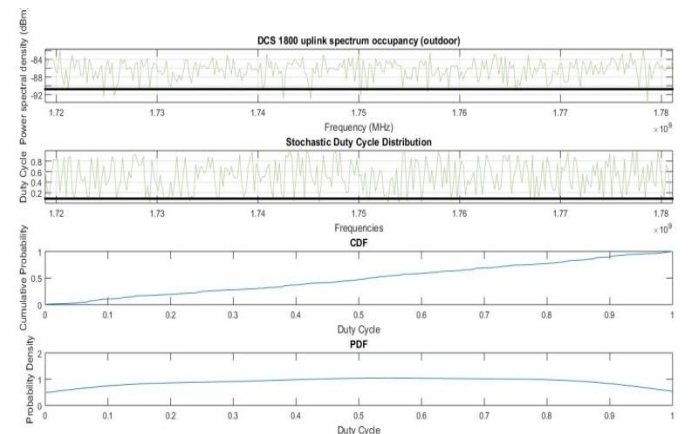 DCS 1800 uplink spectrum occupancy (outdoor)
Power spectral density (dBm)
-84
-88
-92
1.72 1.73 1.74 1.75 1.76 1.77 1.78
Frequency (MHz)
×10⁹
Stochastic Duty Cycle Distribution
Duty Cycle
0.8
0.6
0.4
0.2
1.72 1.73 1.74 1.75 1.76 1.77 1.78
Frequencies
×10⁹
CDF
Cumulative Probability
1
0.5
0
0 0.1 0.2 0.3 0.4 0.5 0.6 0.7 0.8 0.9 1
Duty Cycle
PDF
Probability Density
2
1
0
0 0.1 0.2 0.3 0.4 0.5 0.6 0.7 0.8 0.9 1
Duty Cycle